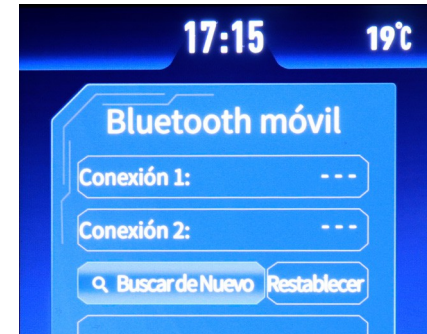 17:15 19°C
Bluetooth móvil
Conexión 1: ---
Conexión 2: ---
Buscar de Nuevo Restablecer